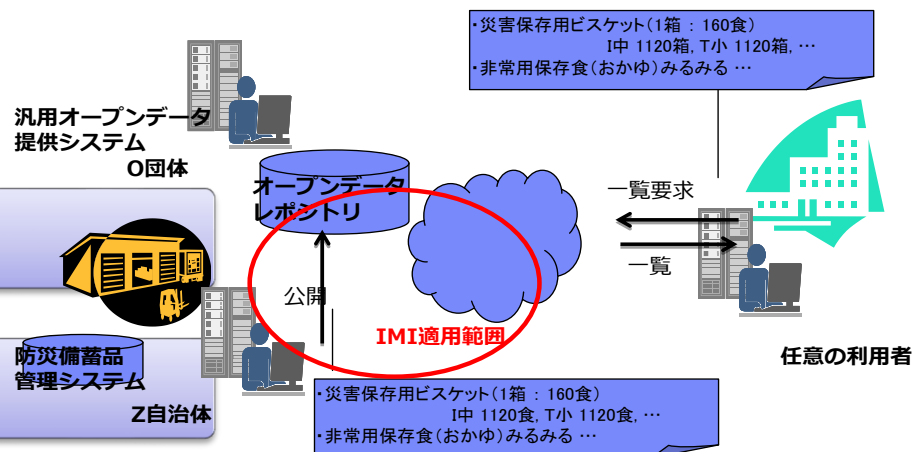 ・災害保存用ビスケット（1箱 : 160食）
I中 1120箱, T小 1120箱, …
・非常用保存食（おかゆ）みるみる …
汎用オープンデータ
提供システム
O団体
オープンデータ
レポジトリ
一覧要求
一覧
公開
IMI適用範囲
任意の利用者
防災備蓄品
管理システム
Z自治体
・災害保存用ビスケット（1箱 : 160食）
I中 1120食, T小 1120食, …
・非常用保存食（おかゆ）みるみる …